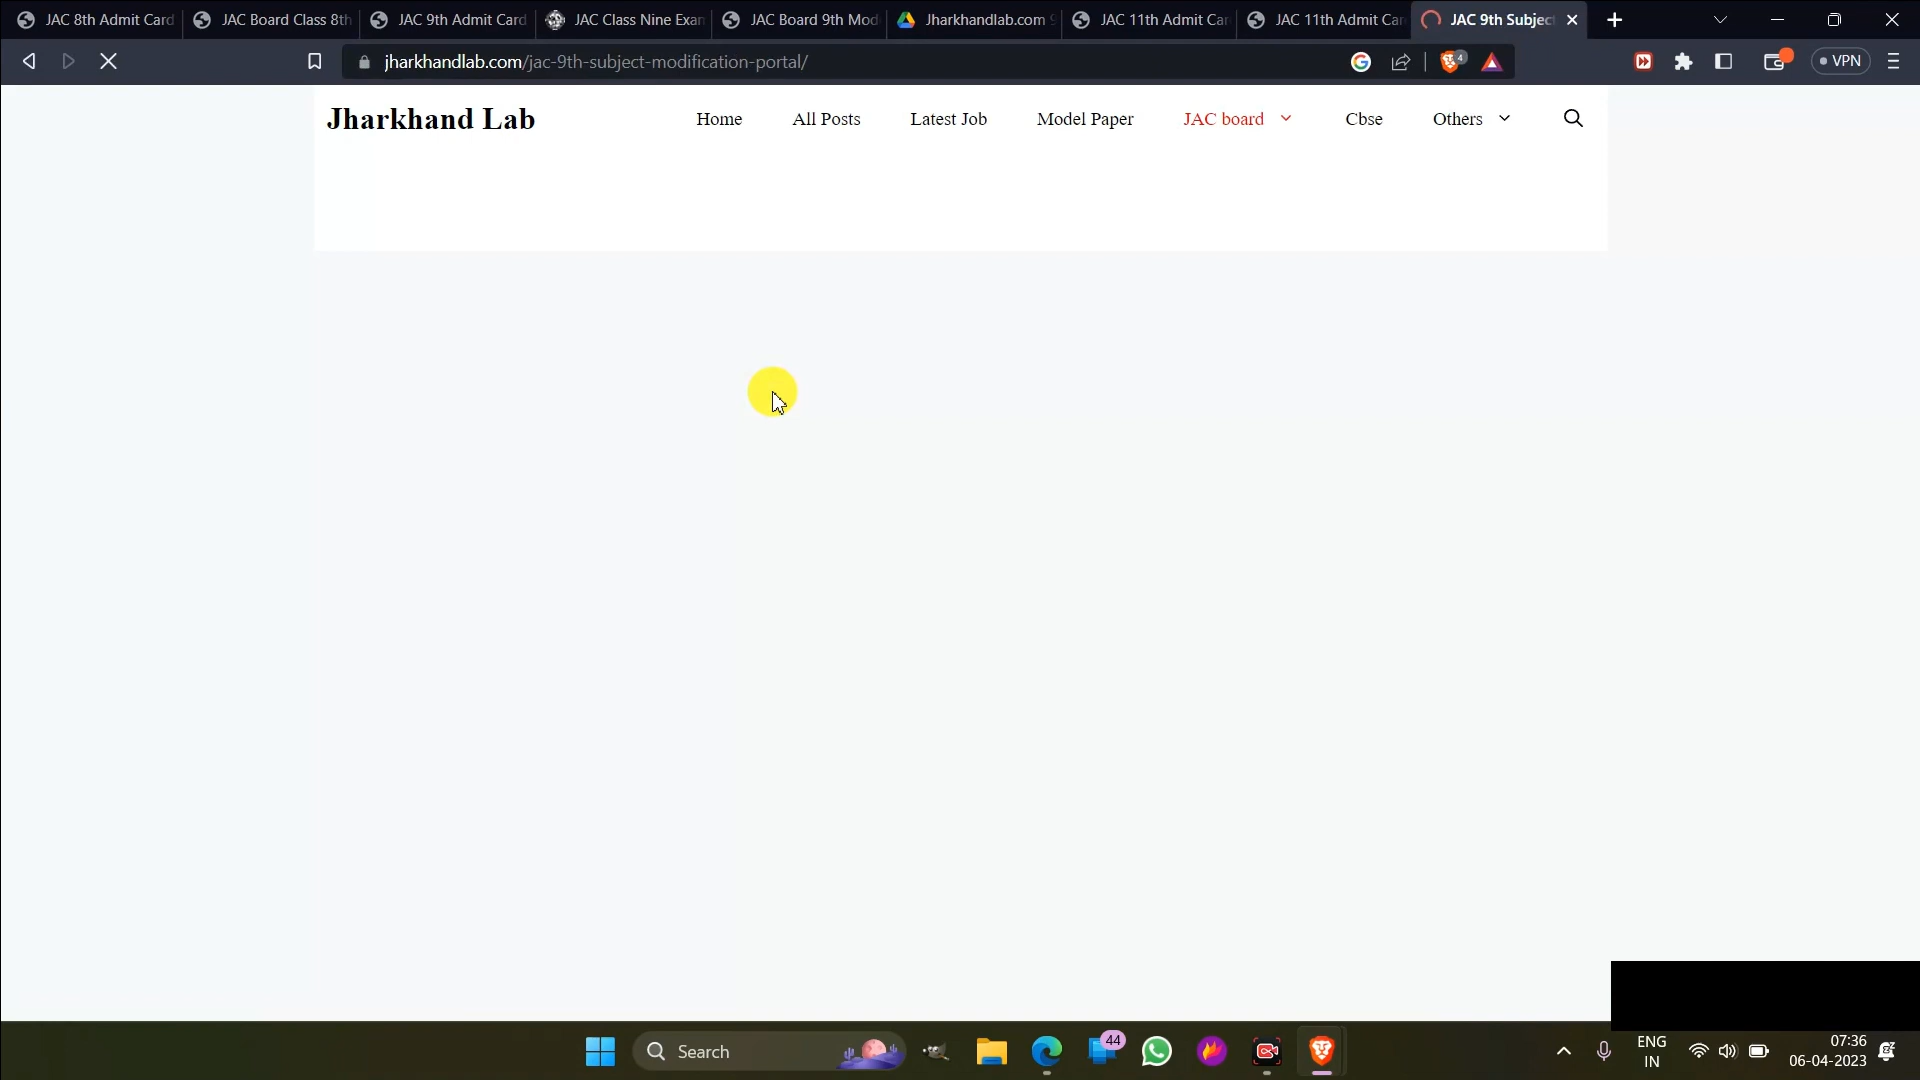 JAC 8th Admit Card
JAC Board Class 8th
JAC 9th Admit Card
JAC Class Nine Exam
JAC Board 9th Mod
Jharkhandlab.com 9
JAC 11th Admit Car
JAC 11th Admit Car
JAC 9th Subjec
jharkhandlab.com/jac-9th-subject-modification-portal/
4
VPN
Jharkhand Lab
Home
All Posts
Latest Job
Model Paper
JAC board
Cbse
Others
Search
44
ENG
IN
07:36
06-04-2023